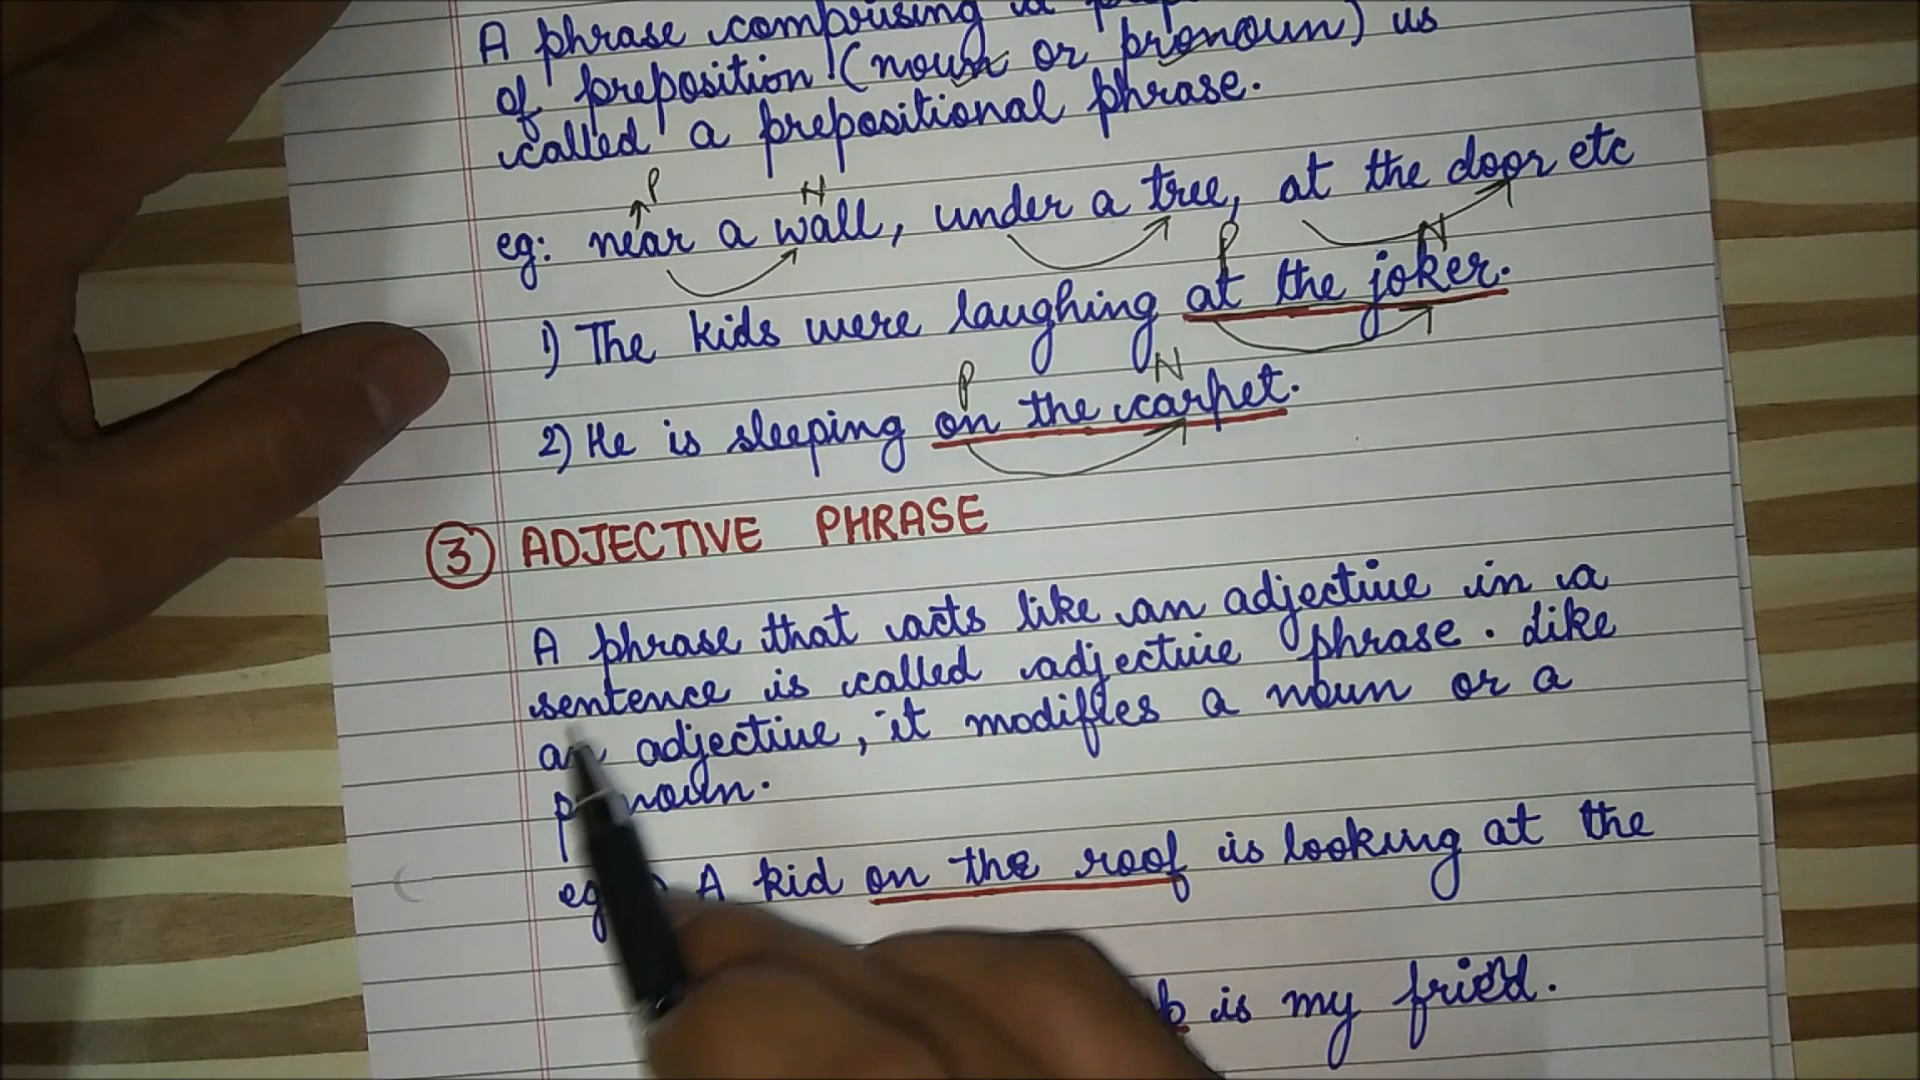 A phrase comprising
of preposition (noun or pronoun) is
called a prepositional phrase.
P N
eg: near a wall, under a tree, at the door etc
P N
1) The kids were laughing at the joker.
P N
2) He is sleeping on the carpet.
3 ADJECTIVE PHRASE
A phrase that acts like an adjective in a
sentence is called adjective phrase. Like
an adjective, it modifies a noun or a
noun.
eg A kid on the roof is looking at the
is my friend.